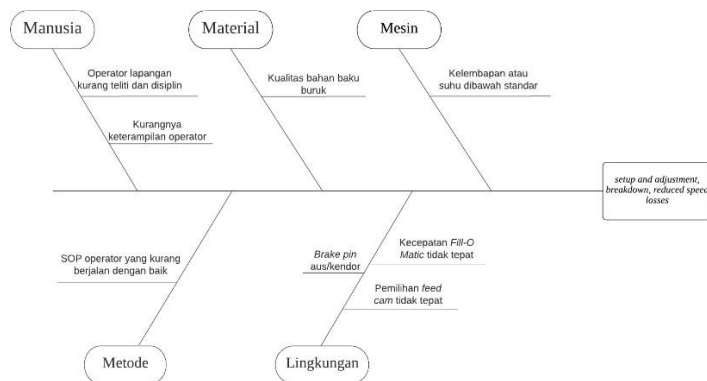 Manusia
Material
Mesin
Operator lapangan
kurang teliti dan disiplin
Kurangnya
keterampilan operator
Kualitas bahan baku
buruk
Kelembapan atau
suhu dibawah standar
setup and adjustment,
breakdown, reduced speed
losses
SOP operator yang kurang
berjalan dengan baik
Brake pin
aus/kendor
Kecepatan Fill-O
Matic tidak tepat
Pemilihan feed
cam tidak tepat
Metode
Lingkungan